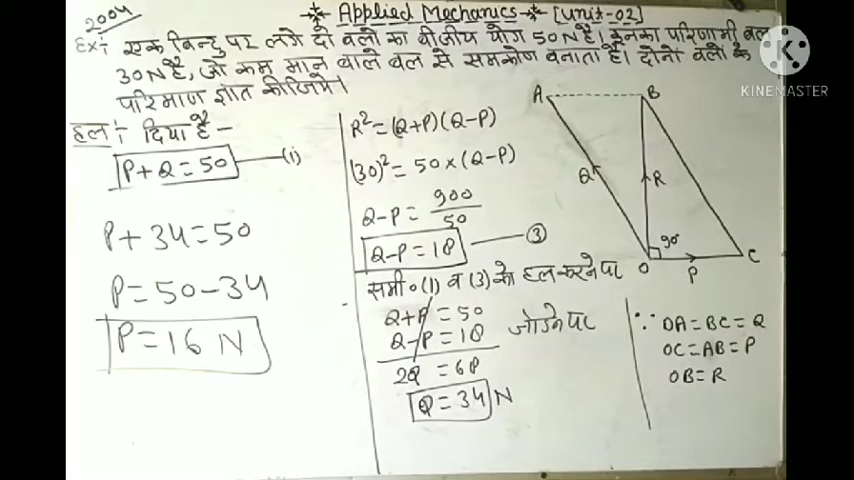 -*- Applied Mechanics -*- [Unit-02]
2004
Ex:- एक बिन्दु पर लगे दो बलो का बीजीय योग 50N है। इनका परिणामी बल
30N है, जो कम मान वाले बल से समकोण बनाता है। दोनो बलो के
परिमाण ज्ञात कीजिये।
KINEMASTER
हल :- दिया है -
P+Q=50 —(i)
P+34=50
P=50-34
P=16 N
R²=(Q+P)(Q-P)
(30)²=50×(Q-P)
Q-P=900/50
Q-P=18 —③
समी०(1) व (3) को हल करने पर
Q+P=50
Q-P=18 जोडने पर
2Q=68
Q=34 N
A B
Q R
90°
O P C
∵ OA=BC=Q
OC=AB=P
OB=R